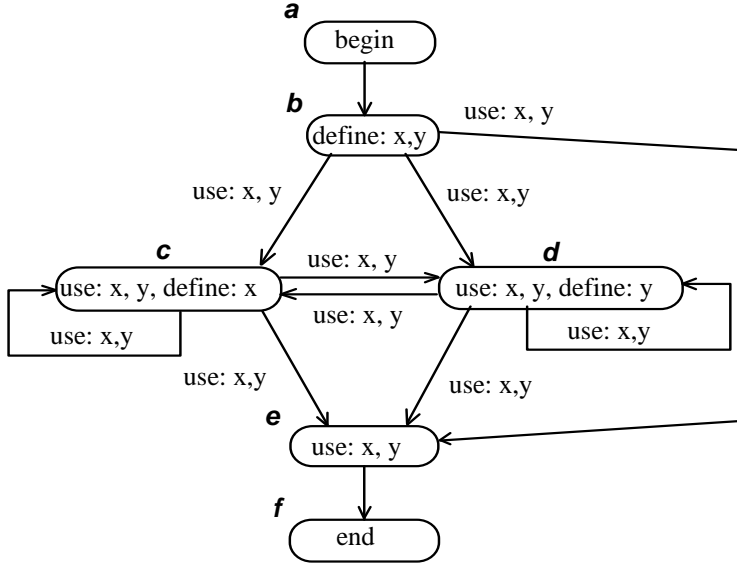 a
begin
b
use: x, y
define: x,y
use: x, y
use: x,y
c
d
use: x, y
use: x, y, define: x
use: x, y, define: y
use: x, y
use: x,y
use: x,y
use: x,y
use: x,y
e
use: x, y
f
end